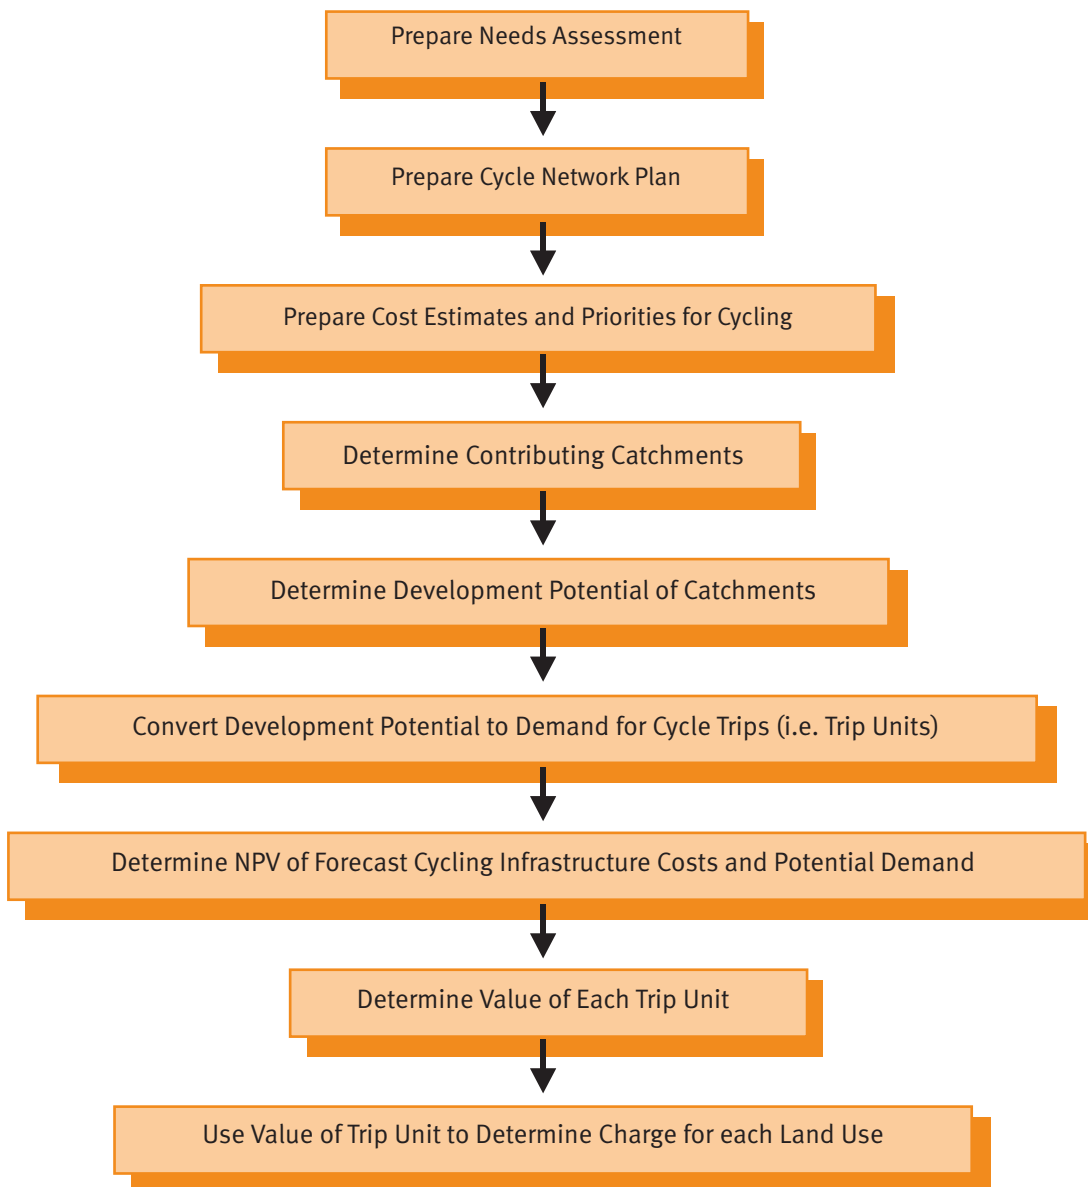 Prepare Needs Assessment
Prepare Cycle Network Plan
Prepare Cost Estimates and Priorities for Cycling
Determine Contributing Catchments
Determine Development Potential of Catchments
Convert Development Potential to Demand for Cycle Trips (i.e. Trip Units)
Determine NPV of Forecast Cycling Infrastructure Costs and Potential Demand
Determine Value of Each Trip Unit
Use Value of Trip Unit to Determine Charge for each Land Use